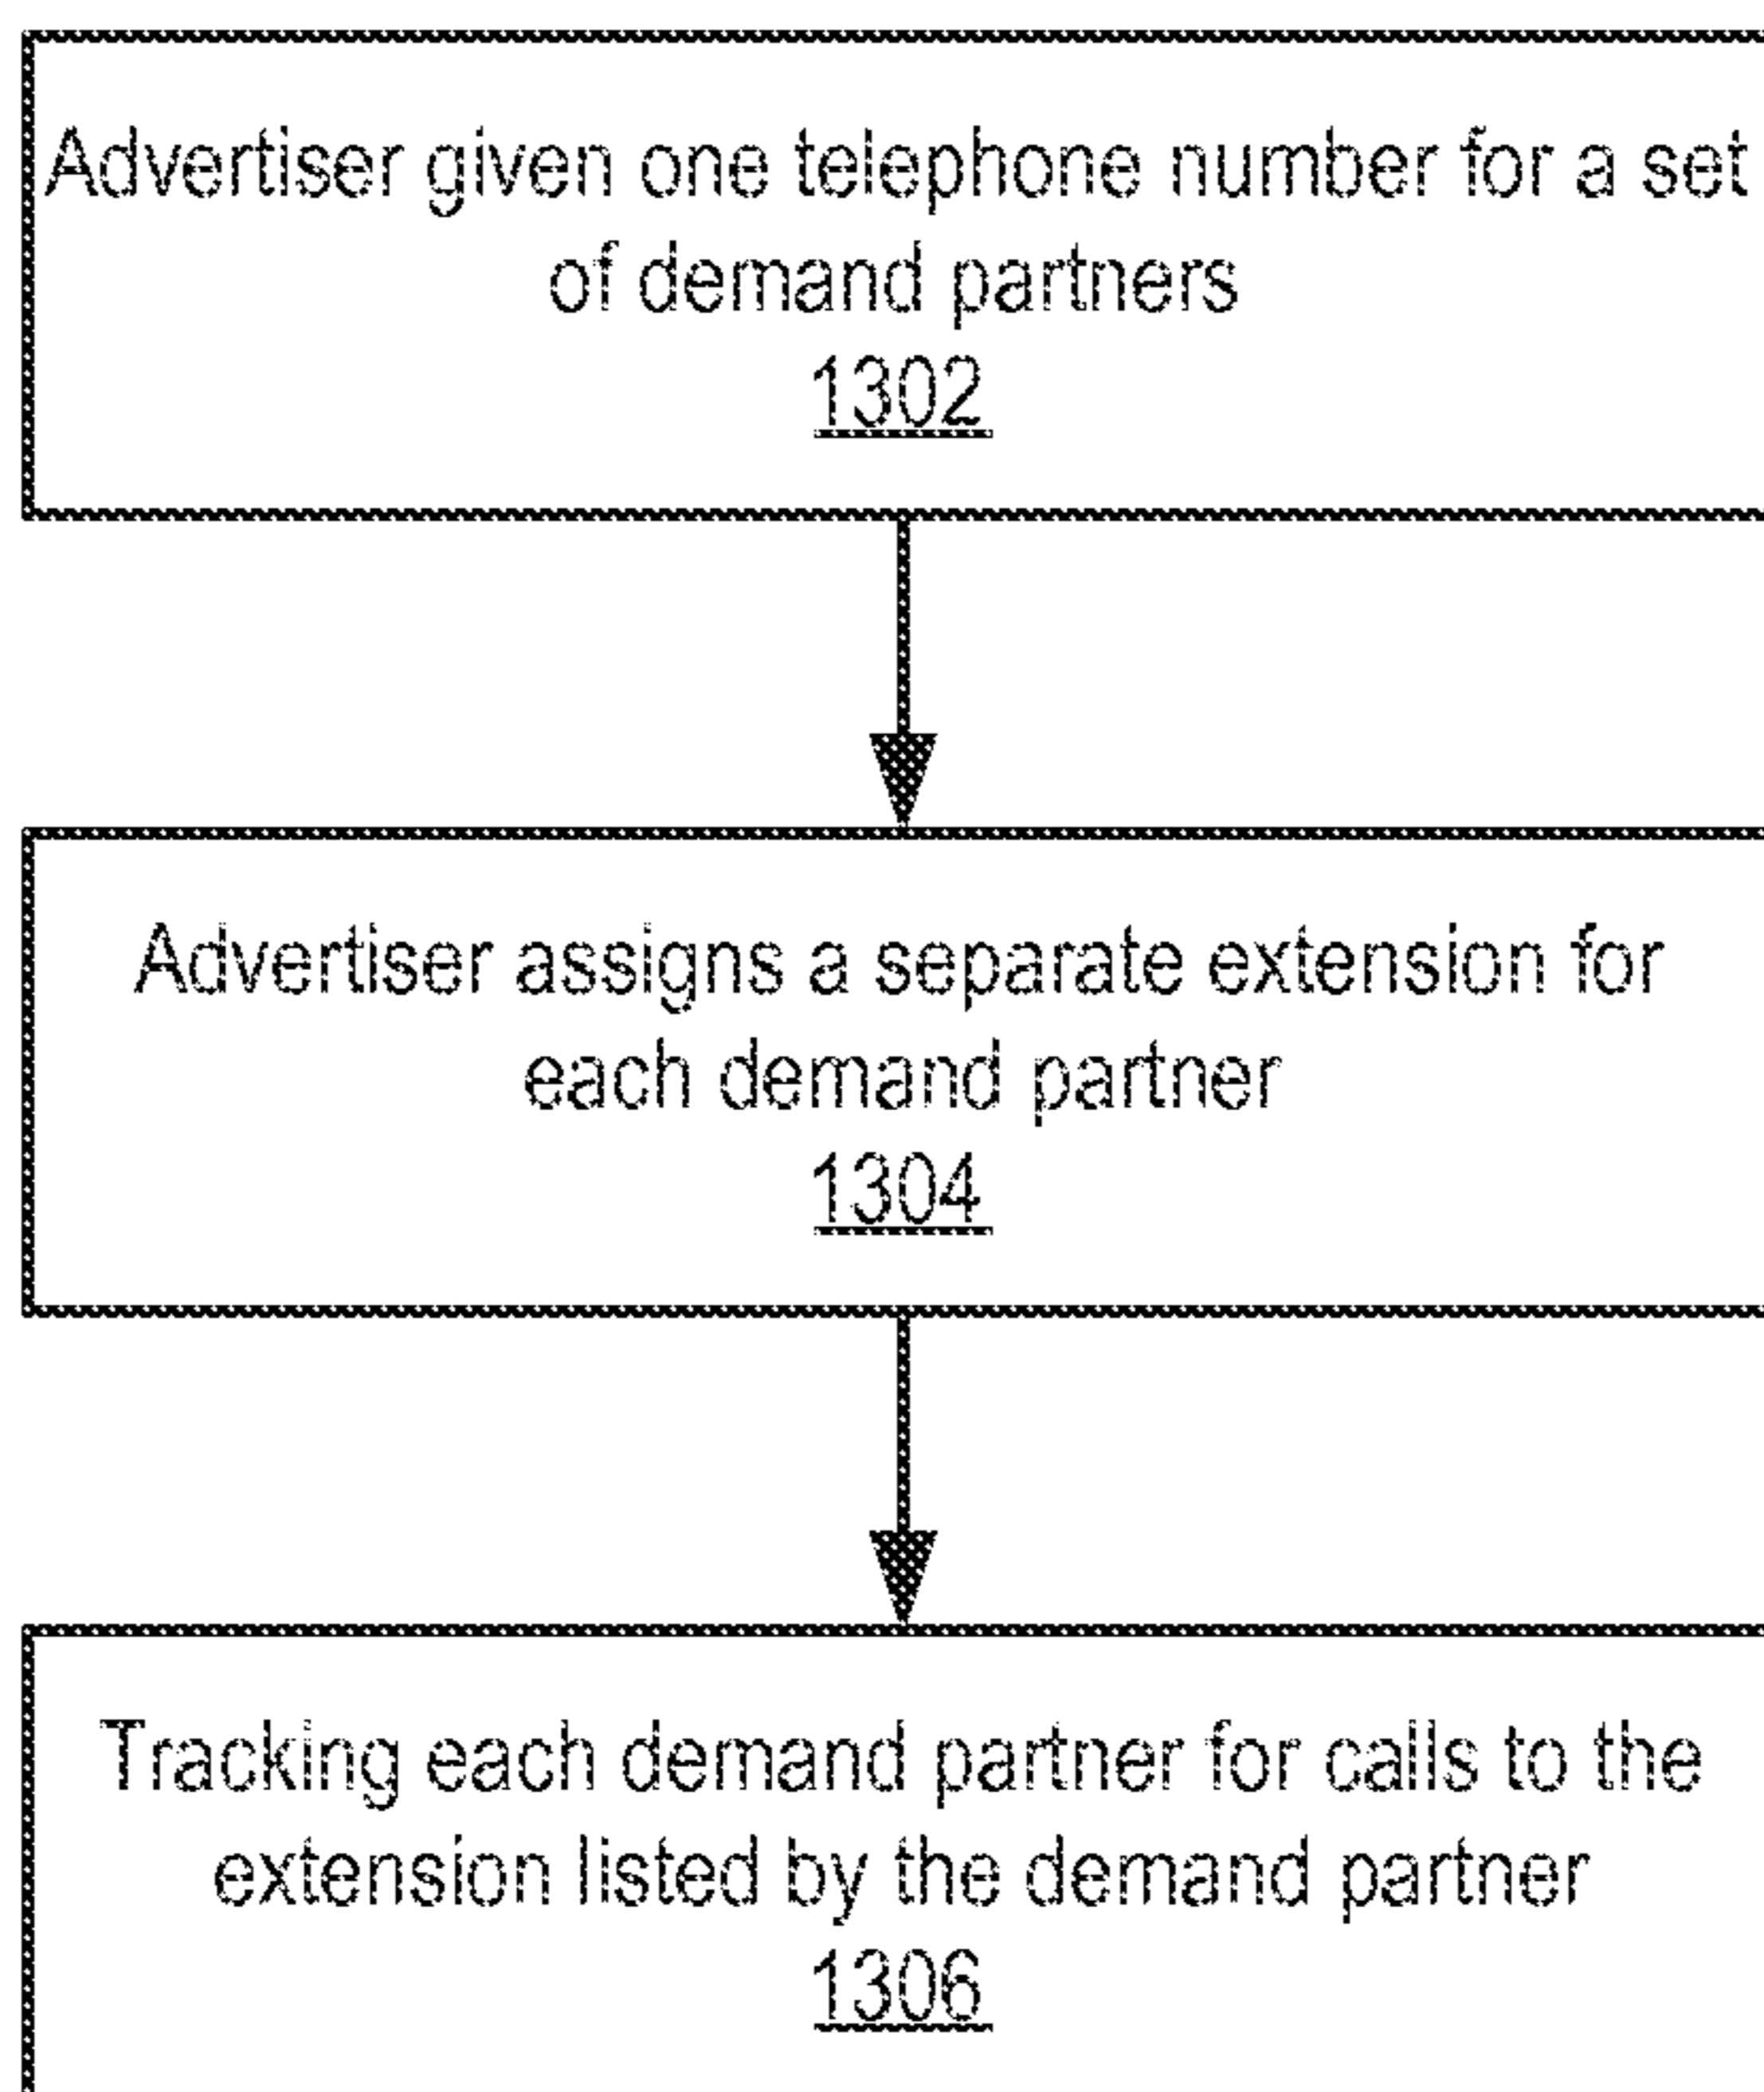 Advertiser given one telephone number for a set
of demand partners
1302
Advertiser assigns a separate extension for
each demand partner
1304
Tracking each demand partner for calls to the
extension listed by the demand partner
1306